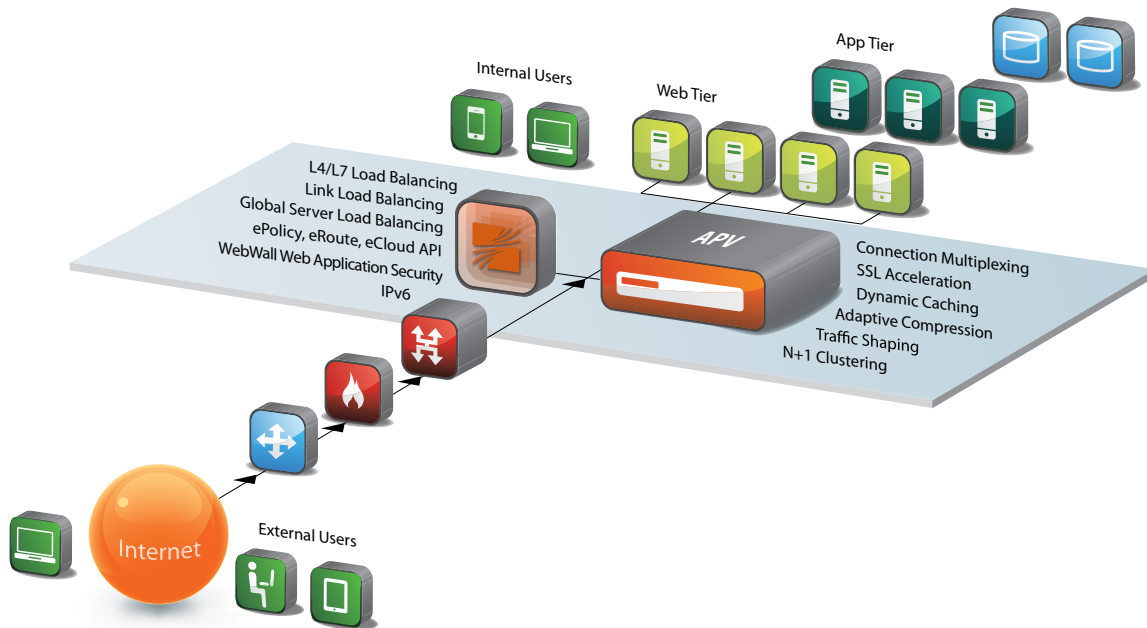 App Tier
Internal Users
Web Tier
L4/L7 Load Balancing
Link Load Balancing
Global Server Load Balancing
ePolicy, eRoute, eCloud API
WebWall Web Application Security
IPv6
APV
Connection Multiplexing
SSL Acceleration
Dynamic Caching
Adaptive Compression
Traffic Shaping
N+1 Clustering
External Users
Internet